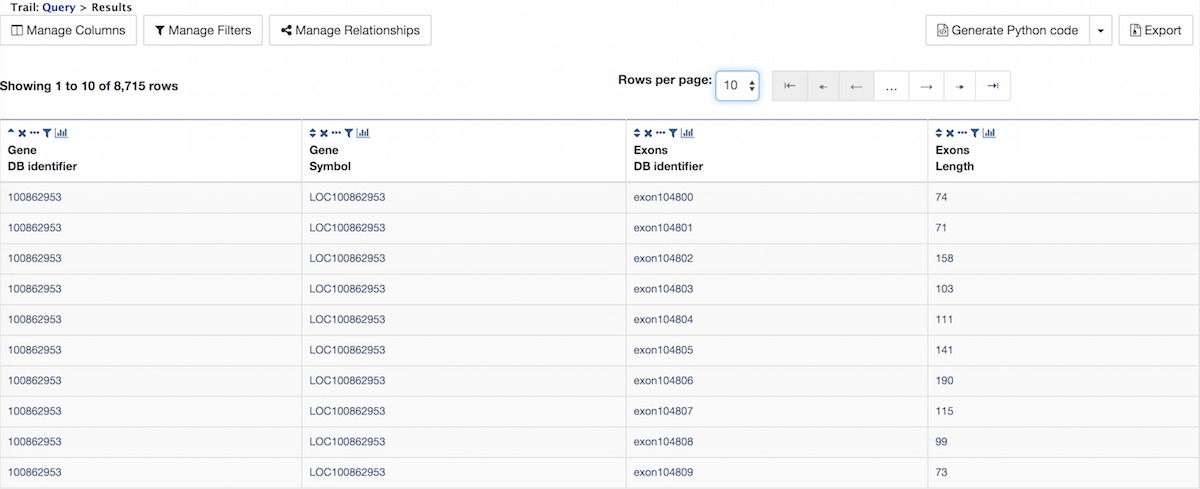 Trail: Query > Results
Manage Columns Manage Filters Manage Relationships Generate Python code Export
Showing 1 to 10 of 8,715 rows Rows per page: 10 ...
Gene Gene Exons Exons
DB identifier Symbol DB identifier Length
100862953 LOC100862953 exon104800 74
100862953 LOC100862953 exon104801 71
100862953 LOC100862953 exon104802 158
100862953 LOC100862953 exon104803 103
100862953 LOC100862953 exon104804 111
100862953 LOC100862953 exon104805 141
100862953 LOC100862953 exon104806 190
100862953 LOC100862953 exon104807 115
100862953 LOC100862953 exon104808 99
100862953 LOC100862953 exon104809 73